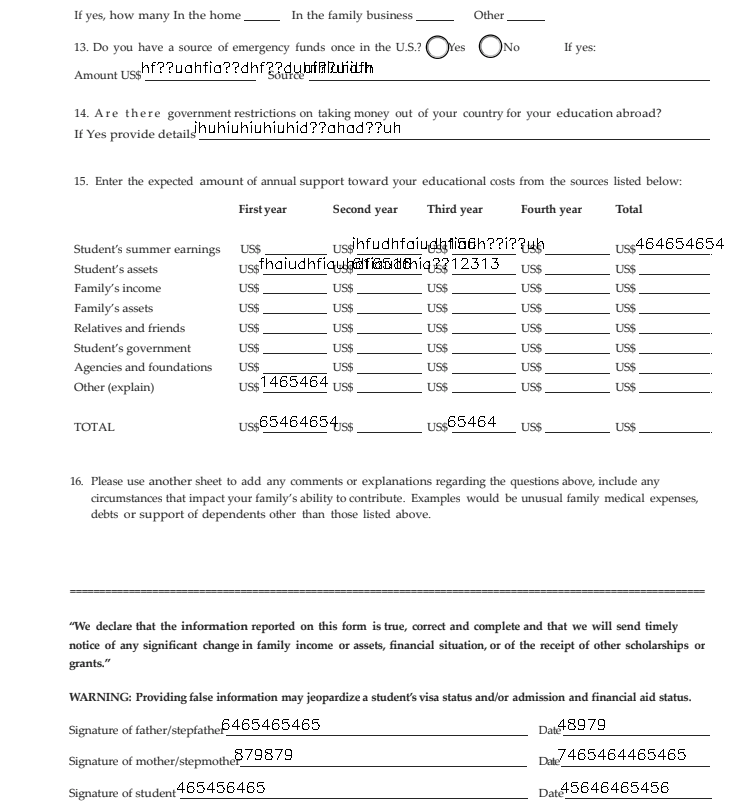 If yes, how many In the home _____ In the family business _____ Other _____
13. Do you have a source of emergency funds once in the U.S.? Yes No If yes:
Amount US$ hf??uahfia??dhf?? Source
14. Are there government restrictions on taking money out of your country for your education abroad?
If Yes provide details jhuhiuhiuhiuhid??ahad??uh
15. Enter the expected amount of annual support toward your educational costs from the sources listed below:
First year Second year Third year Fourth year Total
Student's summer earnings US$ US$ US$ US$ US$ 464654654
Student's assets US$ US$ US$ 12313 US$ US$
Family's income US$ US$ US$ US$ US$
Family's assets US$ US$ US$ US$ US$
Relatives and friends US$ US$ US$ US$ US$
Student's government US$ US$ US$ US$ US$
Agencies and foundations US$ US$ US$ US$ US$
Other (explain) US$ 1465464 US$ US$ US$ US$
TOTAL US$ 65464654 US$ US$ 65464 US$ US$
16. Please use another sheet to add any comments or explanations regarding the questions above, include any
circumstances that impact your family's ability to contribute. Examples would be unusual family medical expenses,
debts or support of dependents other than those listed above.
"We declare that the information reported on this form is true, correct and complete and that we will send timely
notice of any significant change in family income or assets, financial situation, or of the receipt of other scholarships or
grants."
WARNING: Providing false information may jeopardize a student's visa status and/or admission and financial aid status.
Signature of father/stepfather 6465465465 Date 48979
Signature of mother/stepmother 879879 Date 7465464465465
Signature of student 465456465 Date 45646465456